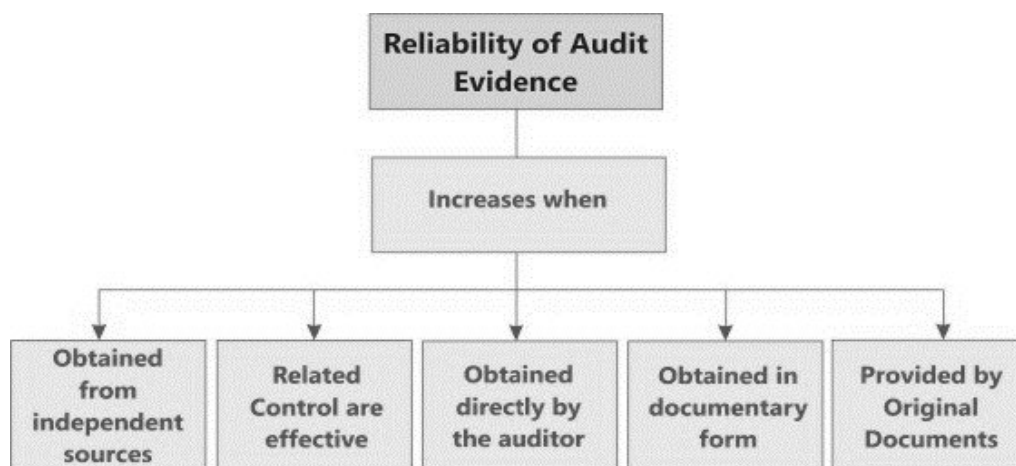 Reliability of Audit
Evidence
Increases when
Obtained
from
independent
sources
Related
Control are
effective
Obtained
directly by
the auditor
Obtained in
documentary
form
Provided by
Original
Documents